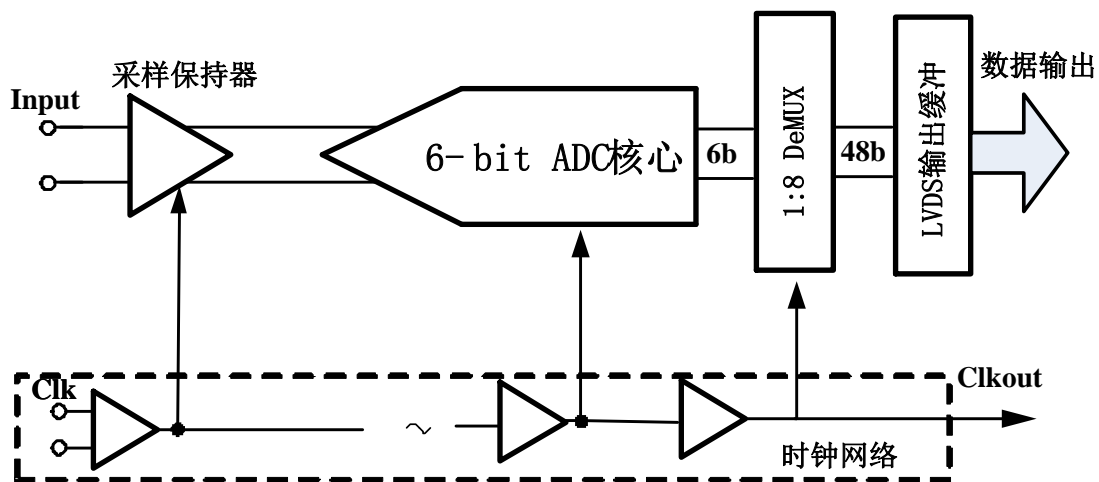 采样保持器
Input
6-bit ADC核心
6b
1:8 DeMUX
48b
LVDS输出缓冲
数据输出
Clk
Clkout
时钟网络